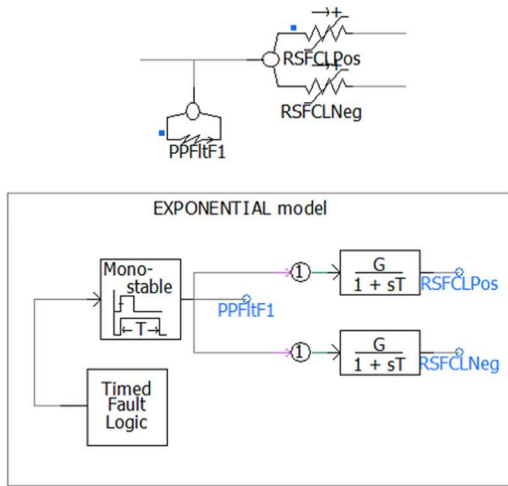 +
RSFCLPos
+
RSFCLNeg
PPFltF1
EXPONENTIAL model
Mono-
stable
T
PPFltF1
1
G
1 + sT
RSFCLPos
1
G
1 + sT
RSFCLNeg
Timed
Fault
Logic